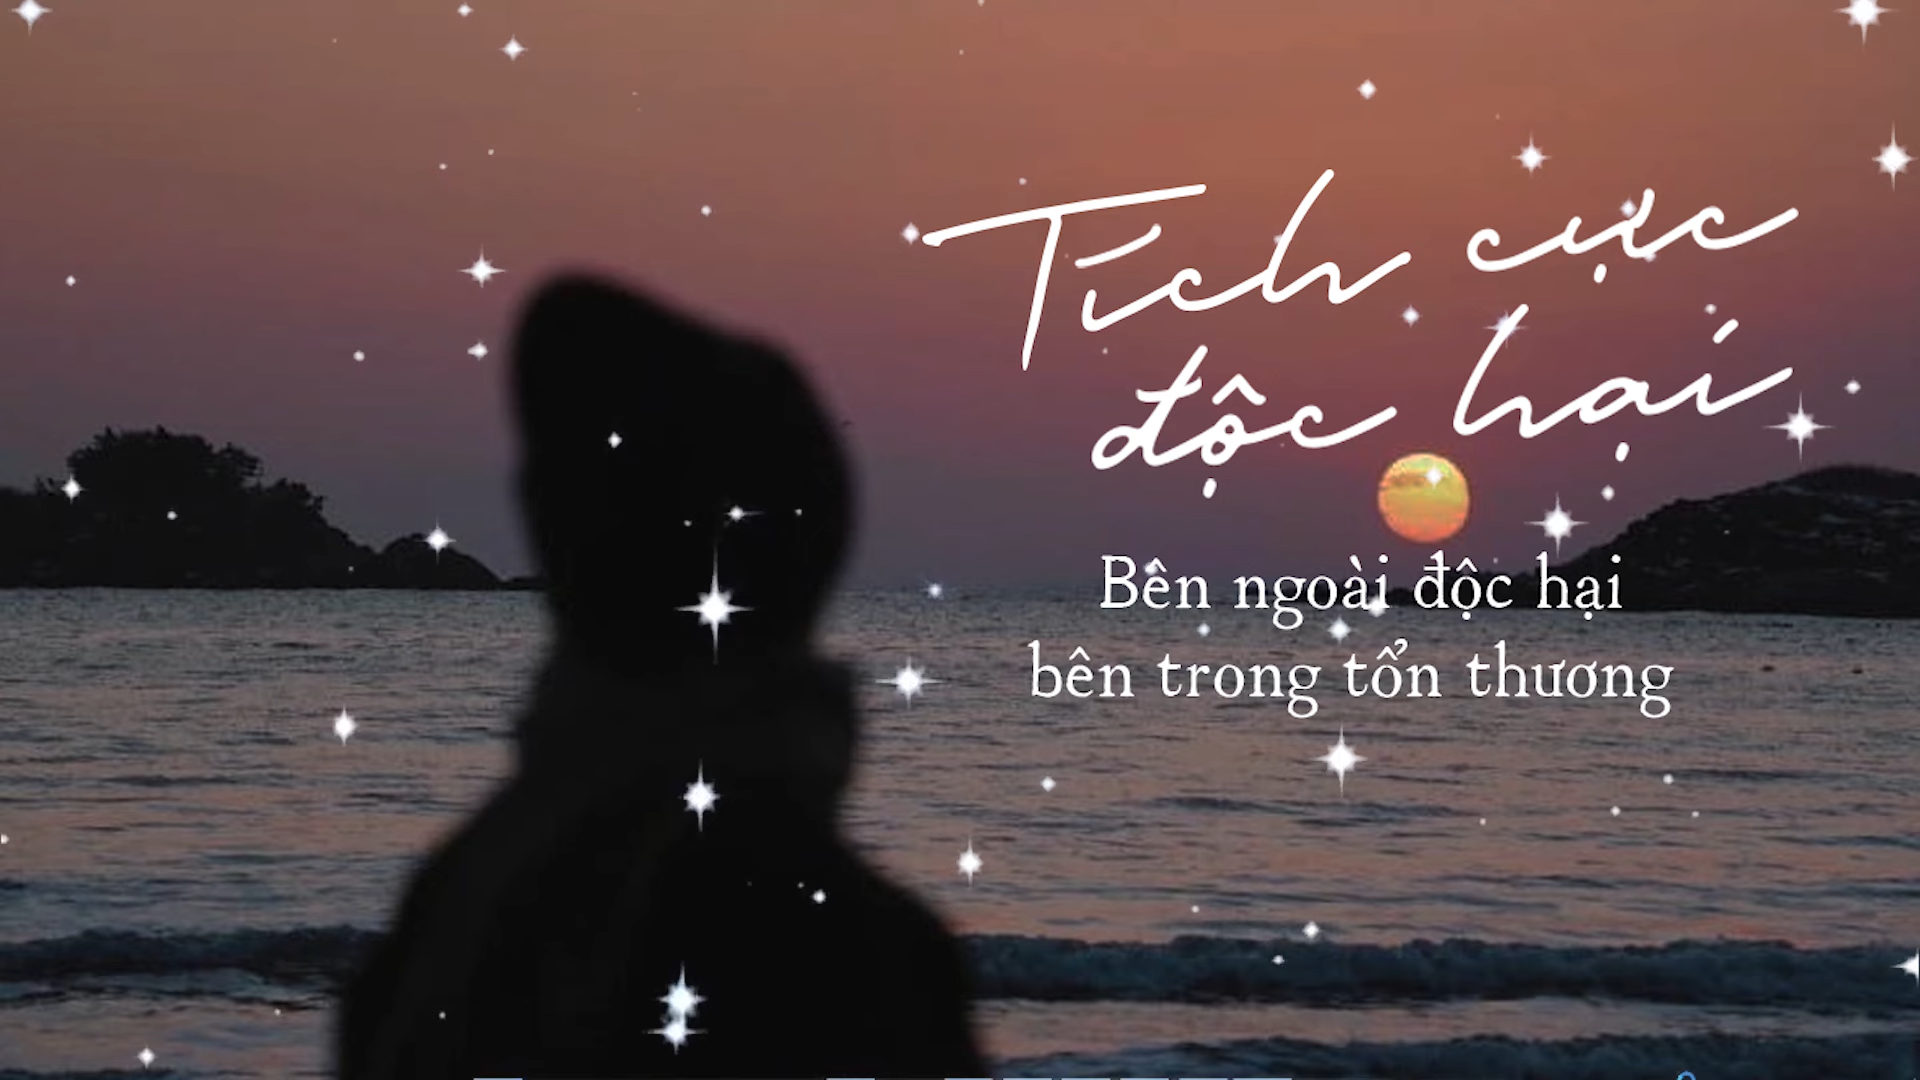 Tích cực
độc hại
Bên ngoài độc hại
bên trong tổn thương